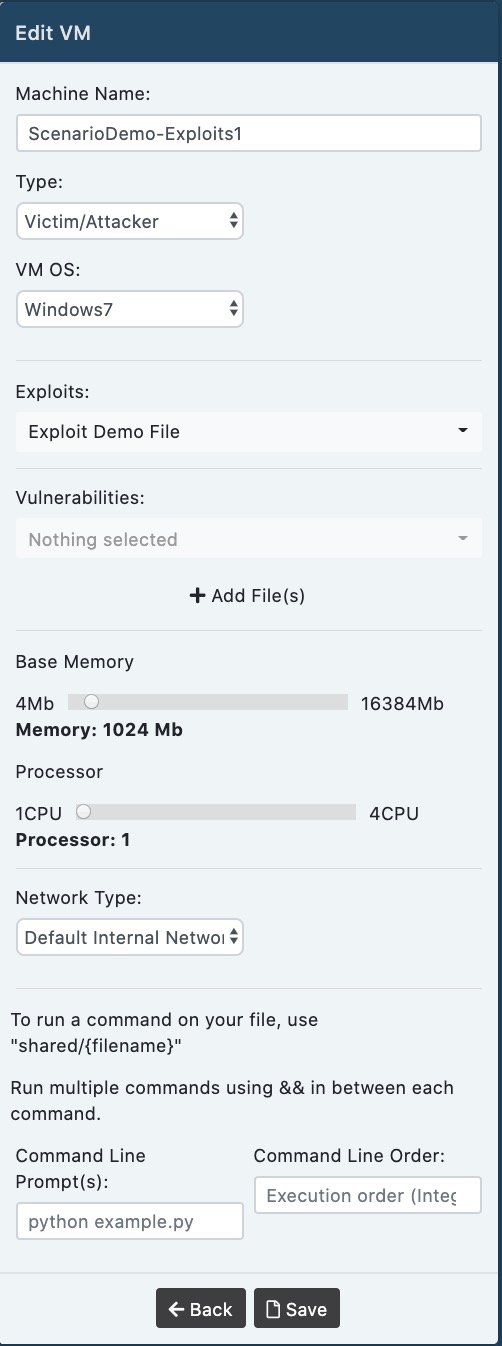 Edit VM
Machine Name:
ScenarioDemo-Exploits1
Type:
Victim/Attacker
VM OS:
Windows7
Exploits:
Exploit Demo File
Vulnerabilities:
Nothing selected
+ Add File(s)
Base Memory
4Mb 16384Mb
Memory: 1024 Mb
Processor
1CPU 4CPU
Processor: 1
Network Type:
Default Internal Networ
To run a command on your file, use
"shared/{filename}"
Run multiple commands using && in between each
command.
Command Line
Prompt(s):
python example.py
Command Line Order:
Execution order (Integ
Back
Save